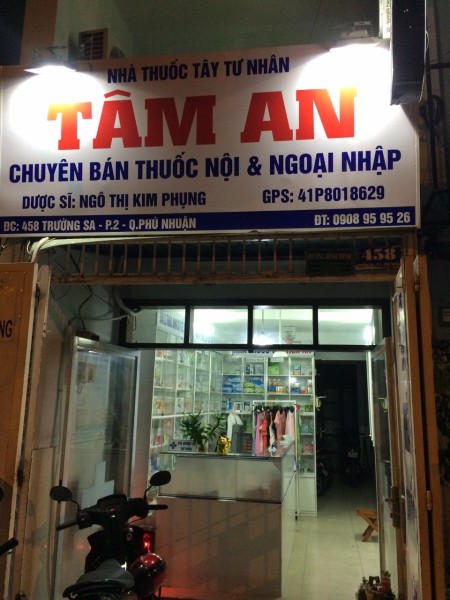 NHÀ THUỐC TÂY TƯ NHÂN
TÂM AN
CHUYÊN BÁN THUỐC NỘI & NGOẠI NHẬP
DƯỢC SĨ: NGÔ THỊ KIM PHỤNG GPS: 41P8018629
ĐC: 458 TRƯỜNG SA - P.2 - Q.PHÚ NHUẬN ĐT: 0908 95 95 26
458